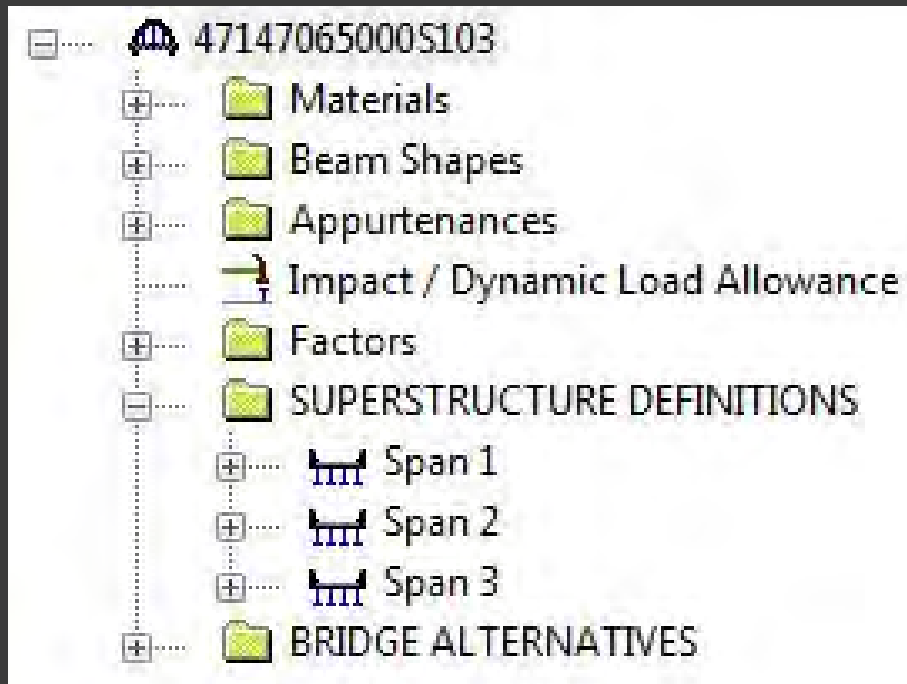 47147065000S103
Materials
Beam Shapes
Appurtenances
Impact / Dynamic Load Allowance
Factors
SUPERSTRUCTURE DEFINITIONS
Span 1
Span 2
Span 3
BRIDGE ALTERNATIVES